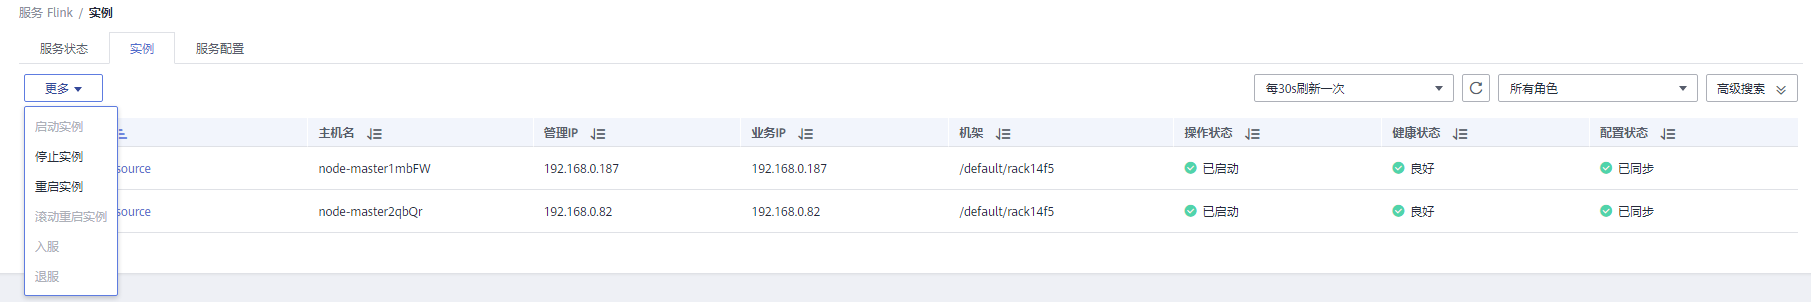 服务 Flink / 实例
服务状态 实例 服务配置
更多 每30s刷新一次 所有角色 高级搜索
启动实例
停止实例
重启实例
滚动重启实例
入服
退服
主机名 管理IP 业务IP 机架 操作状态 健康状态 配置状态
source node-master1mbFW 192.168.0.187 192.168.0.187 /default/rack14f5 已启动 良好 已同步
source node-master2qbQr 192.168.0.82 192.168.0.82 /default/rack14f5 已启动 良好 已同步